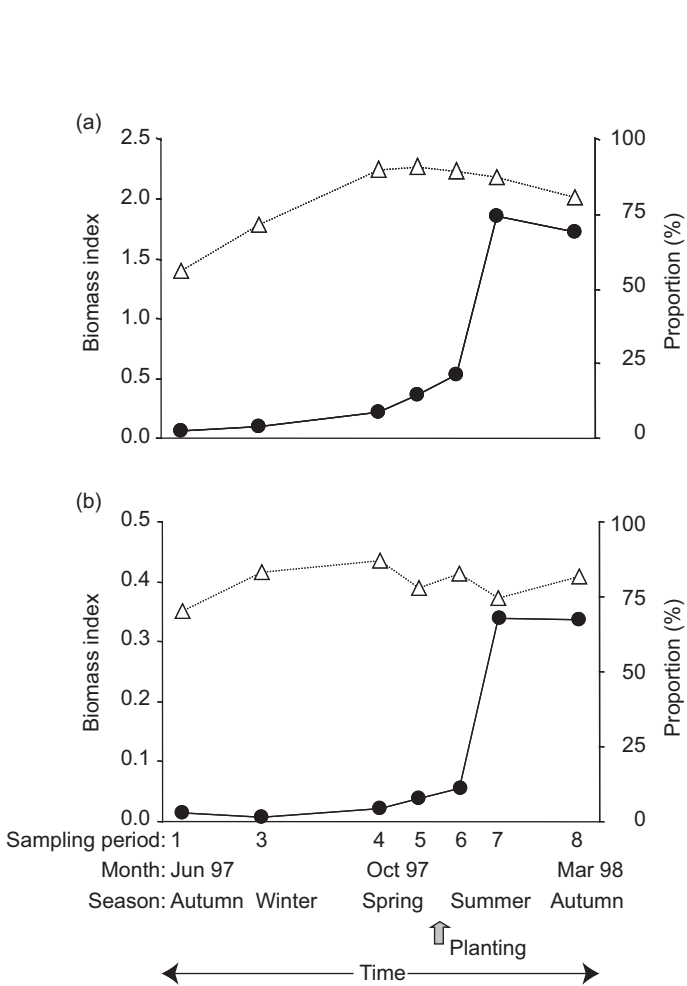 (a)
2.5
2.0
1.5
1.0
0.5
0.0
Biomass index
100
75
50
25
0
Proportion (%)
(b)
0.5
0.4
0.3
0.2
0.1
0.0
Biomass index
100
75
50
25
0
Proportion (%)
Sampling period: 1 3 4 5 6 7 8
Month: Jun 97 Oct 97 Mar 98
Season: Autumn Winter Spring Summer Autumn
Planting
Time